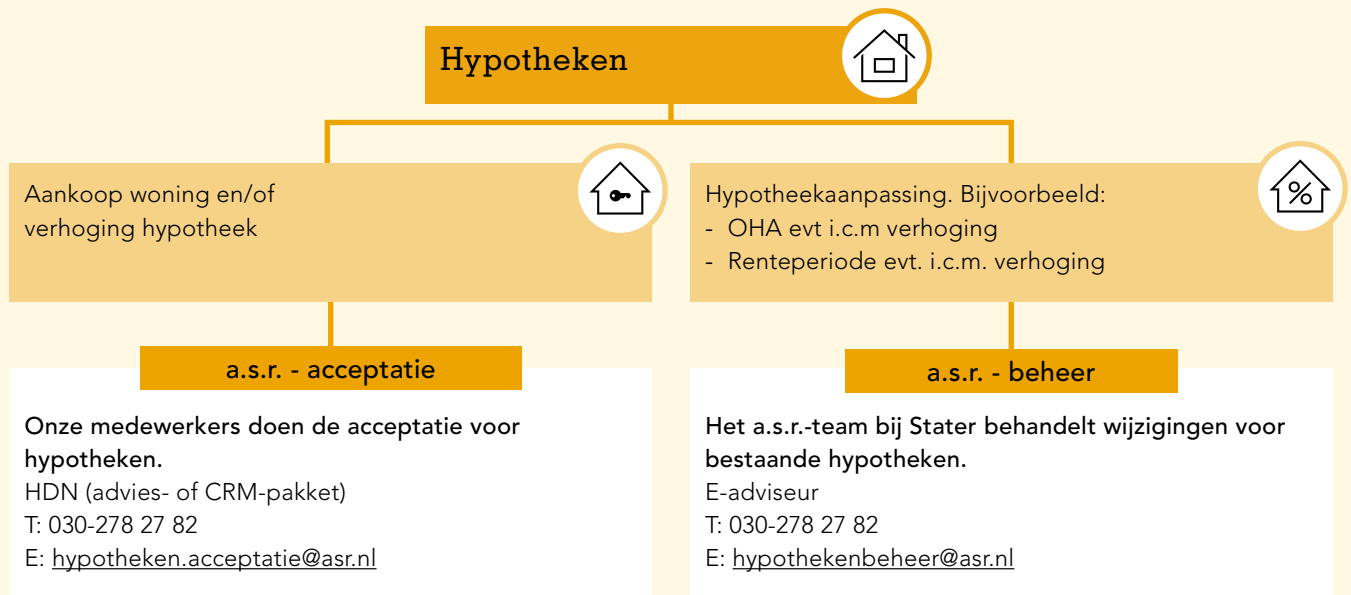 Hypotheken
Aankoop woning en/of
verhoging hypotheek
Hypotheekaanpassing. Bijvoorbeeld:
- OHA evt i.c.m verhoging
- Renteperiode evt. i.c.m. verhoging
%
a.s.r. - acceptatie
Onze medewerkers doen de acceptatie voor
hypotheken.
HDN (advies- of CRM-pakket)
T: 030-278 27 82
E: hypotheken.acceptatie@asr.nl
a.s.r. - beheer
Het a.s.r.-team bij Stater behandelt wijzigingen voor
bestaande hypotheken.
E-adviseur
T: 030-278 27 82
E: hypothekenbeheer@asr.nl